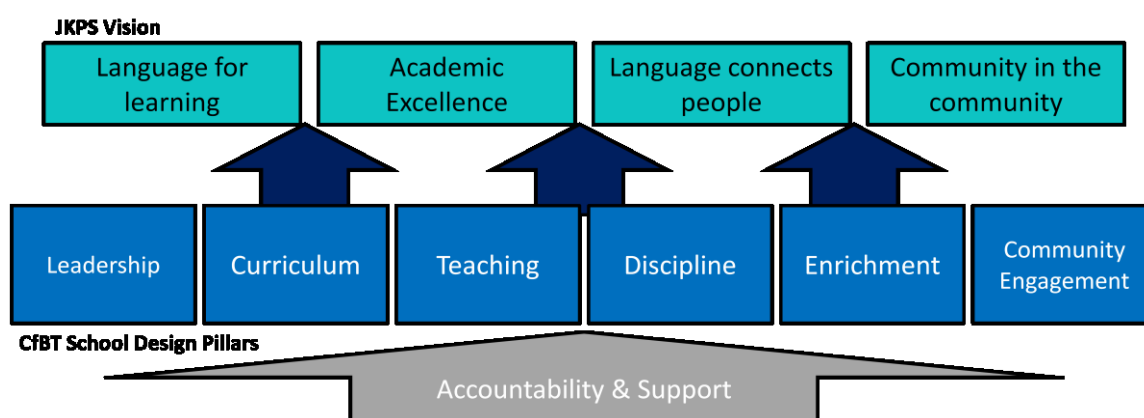 JKPS Vision
Language for
learning
Academic
Excellence
Language connects
people
Community in the
community
Leadership
Curriculum
Teaching
Discipline
Enrichment
Community
Engagement
CfBT School Design Pillars
Accountability & Support